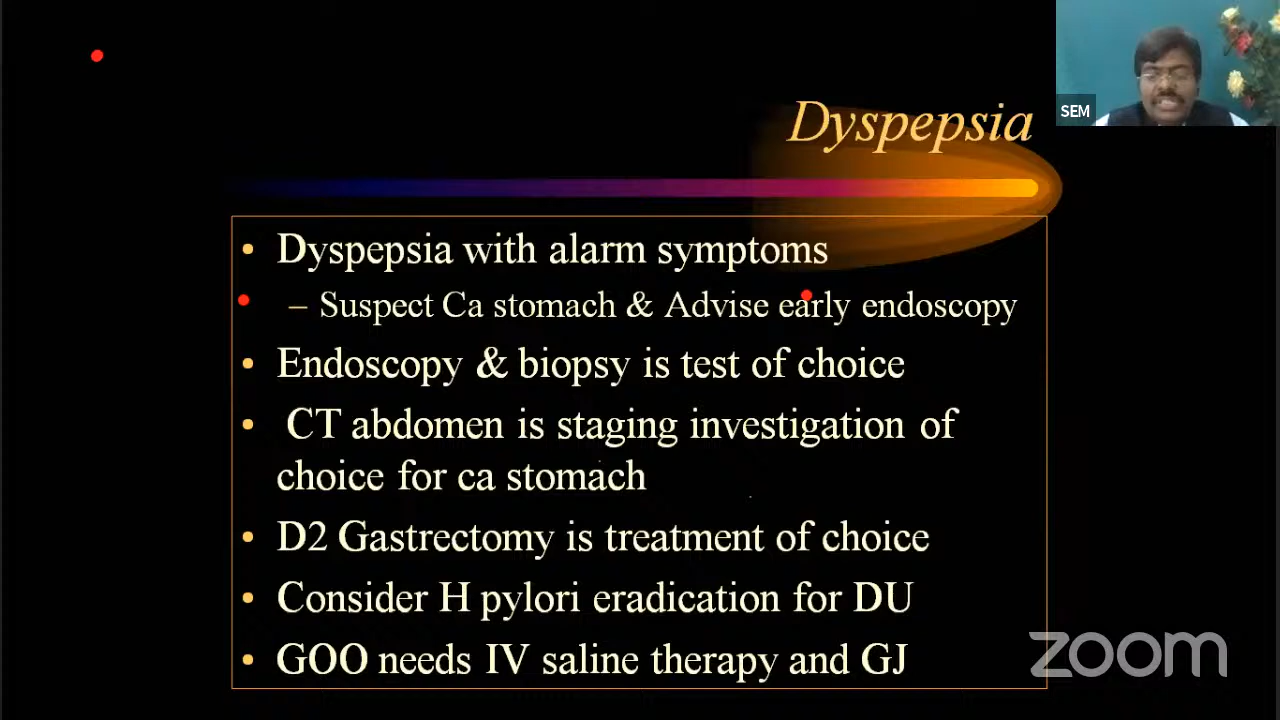 SEM
Dyspepsia
• Dyspepsia with alarm symptoms
– Suspect Ca stomach & Advise early endoscopy
• Endoscopy & biopsy is test of choice
• CT abdomen is staging investigation of
choice for ca stomach
• D2 Gastrectomy is treatment of choice
• Consider H pylori eradication for DU
• GOO needs IV saline therapy and GJ
zoom